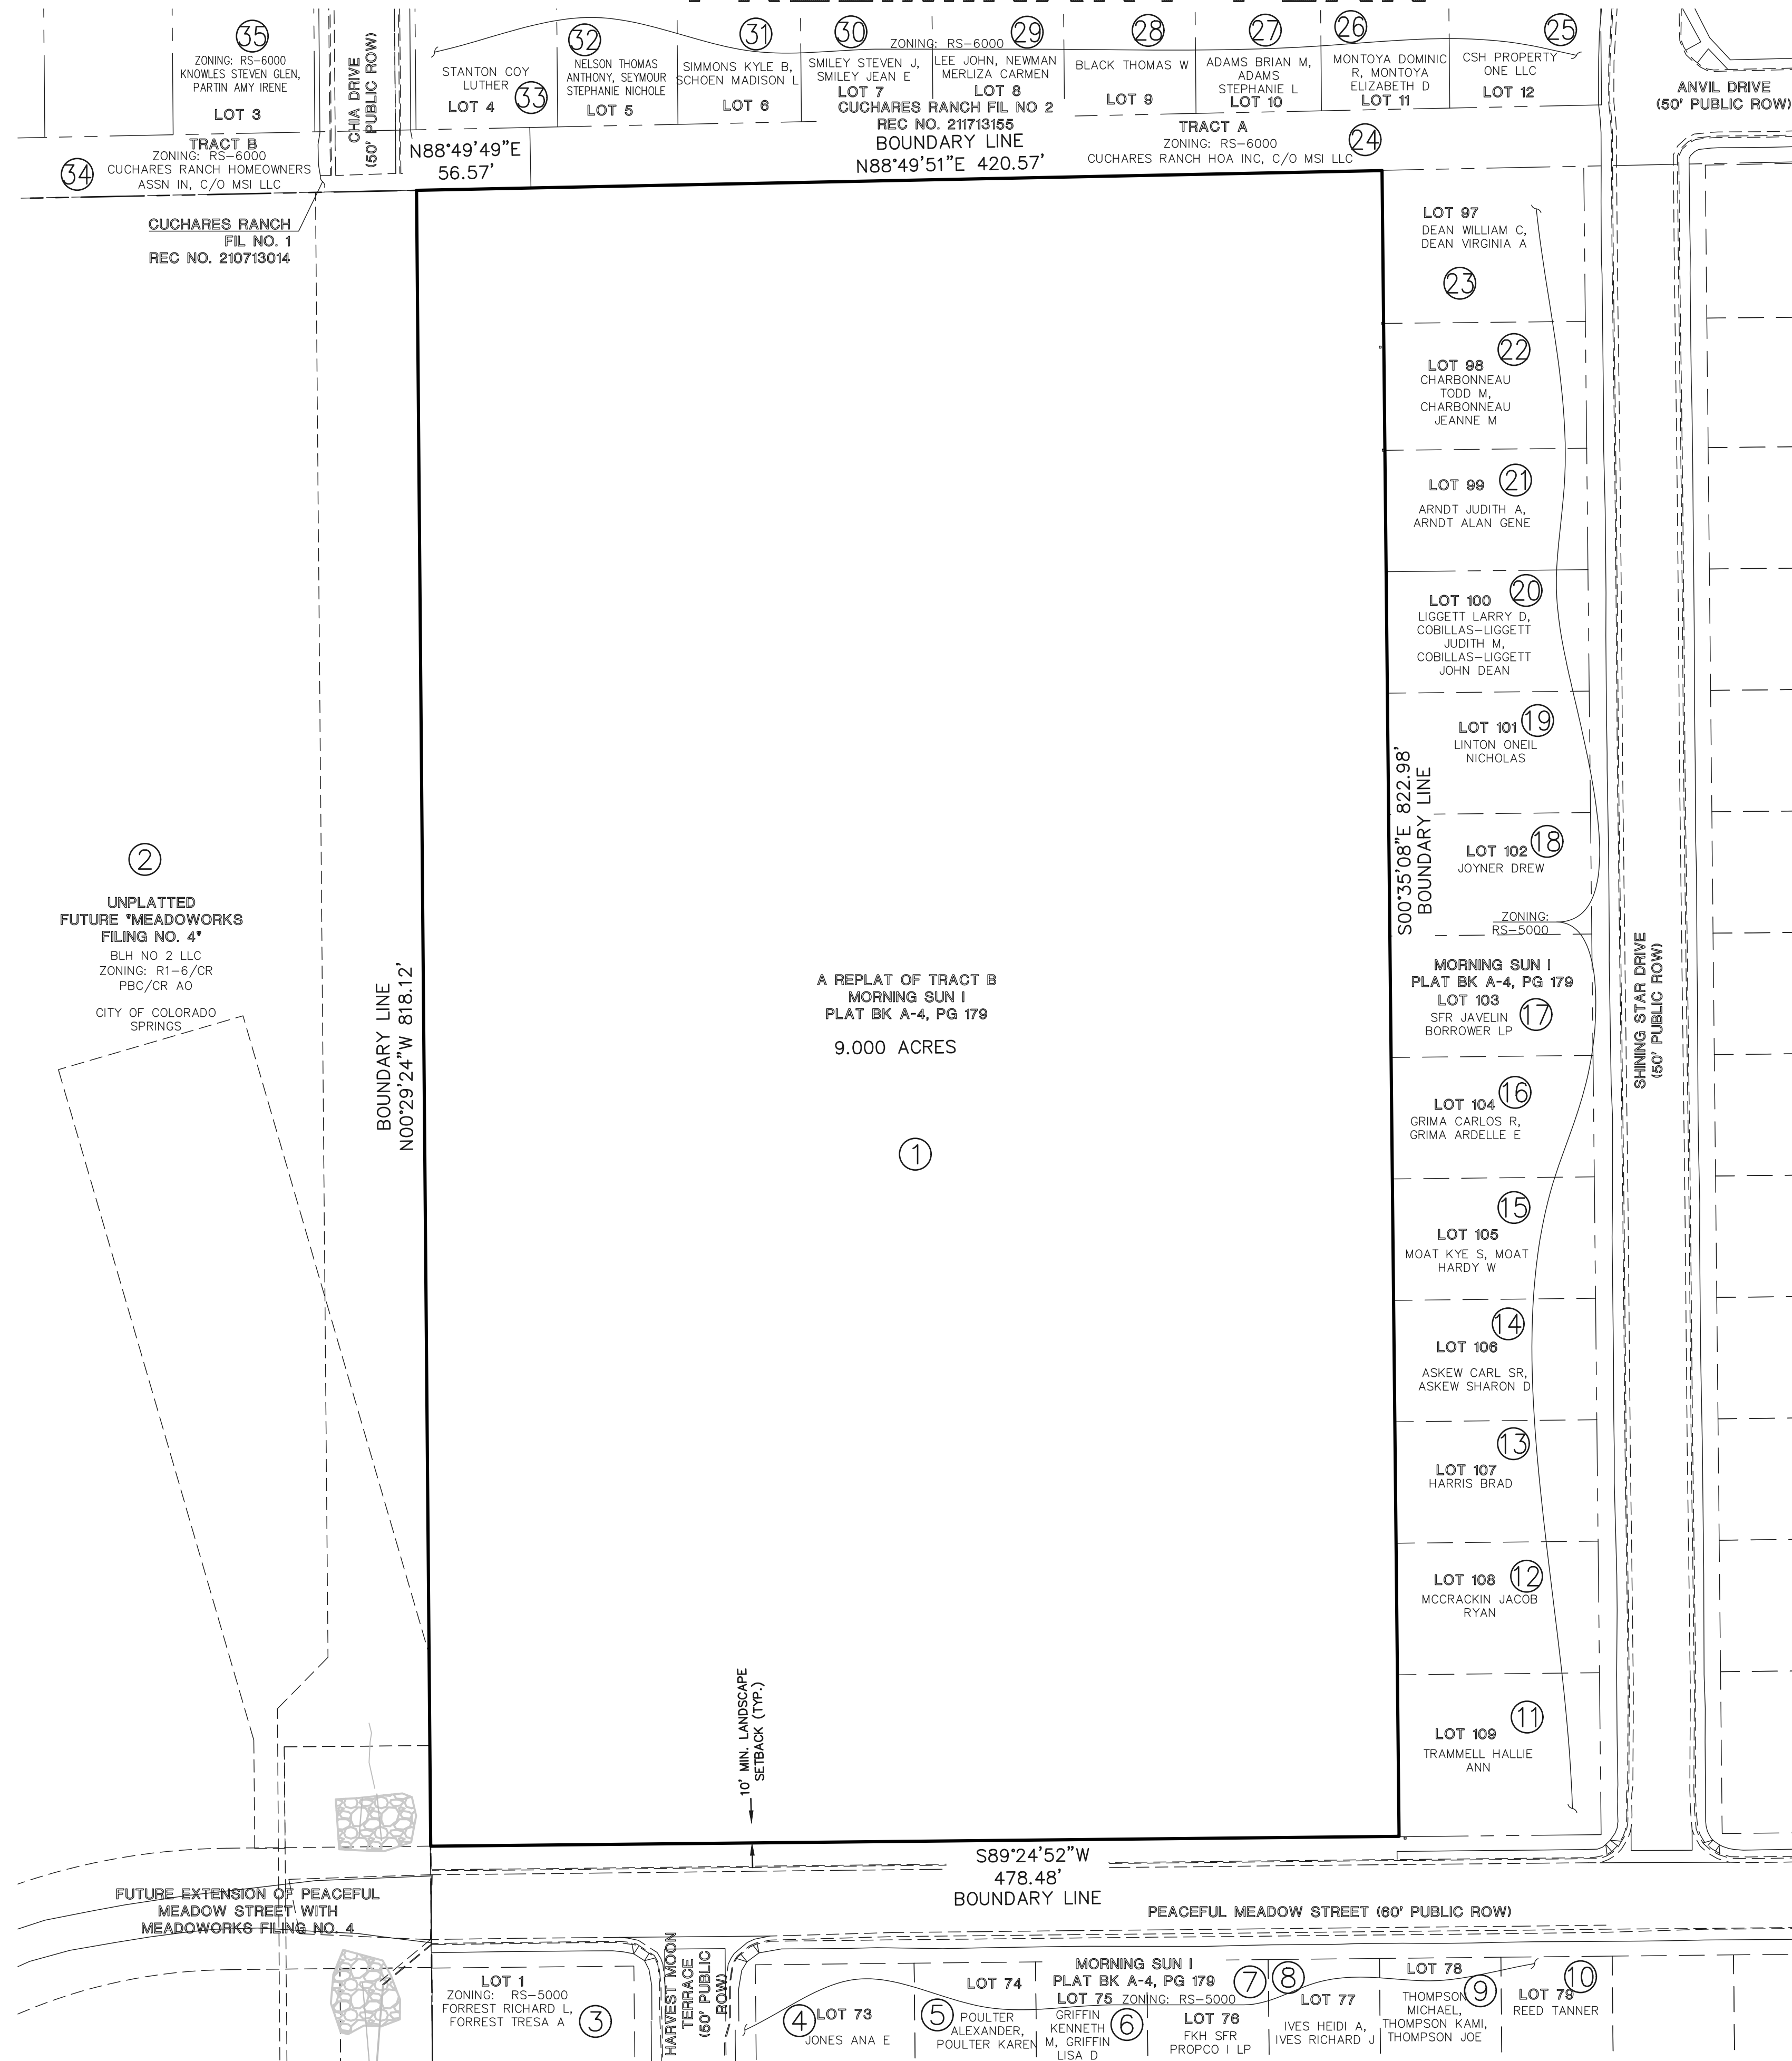 35
ZONING: RS-6000
KNOWLES STEVEN GLEN,
PARTIN AMY IRENE
LOT 3
CHIA DRIVE
(50' PUBLIC ROW)
STANTON COY
LUTHER
33
LOT 4
32
NELSON THOMAS
ANTHONY, SEYMOUR
STEPHANIE NICHOLE
LOT 5
31
SIMMONS KYLE B,
SCHOEN MADISON L
LOT 6
30
SMILEY STEVEN J,
SMILEY JEAN E
LOT 7
ZONING: RS-6000
29
LEE JOHN, NEWMAN
MERLIZA CARMEN
LOT 8
28
BLACK THOMAS W
LOT 9
27
ADAMS BRIAN M,
ADAMS
STEPHANIE L
LOT 10
26
MONTOYA DOMINIC
R, MONTOYA
ELIZABETH D
LOT 11
25
CSH PROPERTY
ONE LLC
LOT 12
ANVIL DRIVE
(50' PUBLIC ROW)
CUCHARES RANCH FIL NO 2
REC NO. 211713155
BOUNDARY LINE
N88°49'51"E 420.57'
N88°49'49"E
56.57'
TRACT A
ZONING: RS-6000
CUCHARES RANCH HOA INC, C/O MSI LLC
24
34
TRACT B
ZONING: RS-6000
CUCHARES RANCH HOMEOWNERS
ASSN IN, C/O MSI LLC
CUCHARES RANCH
FIL NO. 1
REC NO. 210713014
LOT 97
DEAN WILLIAM C,
DEAN VIRGINIA A
23
22
LOT 98
CHARBONNEAU
TODD M,
CHARBONNEAU
JEANNE M
LOT 99
21
ARNDT JUDITH A,
ARNDT ALAN GENE
20
LOT 100
LIGGETT LARRY D,
COBILLAS-LIGGETT
JUDITH M,
COBILLAS-LIGGETT
JOHN DEAN
LOT 101
19
LINTON ONEIL
NICHOLAS
S00°35'08"E 822.98'
BOUNDARY LINE
LOT 102
18
JOYNER DREW
ZONING:
RS-5000
MORNING SUN I
PLAT BK A-4, PG 179
LOT 103
SFR JAVELIN
BORROWER LP
17
SHINING STAR DRIVE
(50' PUBLIC ROW)
2
UNPLATTED
FUTURE "MEADOWORKS
FILING NO. 4"
BLH NO 2 LLC
ZONING: R1-6/CR
PBC/CR AO
CITY OF COLORADO
SPRINGS
BOUNDARY LINE
N00°29'24"W 818.12'
A REPLAT OF TRACT B
MORNING SUN I
PLAT BK A-4, PG 179
9.000 ACRES
1
16
LOT 104
GRIMA CARLOS R,
GRIMA ARDELLE E
15
LOT 105
MOAT KYE S, MOAT
HARDY W
14
LOT 106
ASKEW CARL SR,
ASKEW SHARON D
13
LOT 107
HARRIS BRAD
12
LOT 108
MCCRACKIN JACOB
RYAN
11
LOT 109
TRAMMELL HALLIE
ANN
10' MIN. LANDSCAPE
SETBACK (TYP.)
S89°24'52"W
478.48'
BOUNDARY LINE
FUTURE EXTENSION OF PEACEFUL
MEADOW STREET WITH
MEADOWORKS FILING NO. 4
PEACEFUL MEADOW STREET (60' PUBLIC ROW)
LOT 1
ZONING: RS-5000
FORREST RICHARD L,
FORREST TRESA A
3
HARVEST MOON
TERRACE
(50' PUBLIC
ROW)
4
LOT 73
JONES ANA E
5
LOT 74
POULTER
ALEXANDER,
POULTER KAREN
MORNING SUN I
PLAT BK A-4, PG 179
ZONING: RS-5000
LOT 75
GRIFFIN
KENNETH
M, GRIFFIN
LISA D
6
7
LOT 76
FKH SFR
PROPCO I LP
8
LOT 77
IVES HEIDI A,
IVES RICHARD J
LOT 78
THOMPSON
MICHAEL,
THOMPSON KAMI,
THOMPSON JOE
9
10
LOT 79
REED TANNER